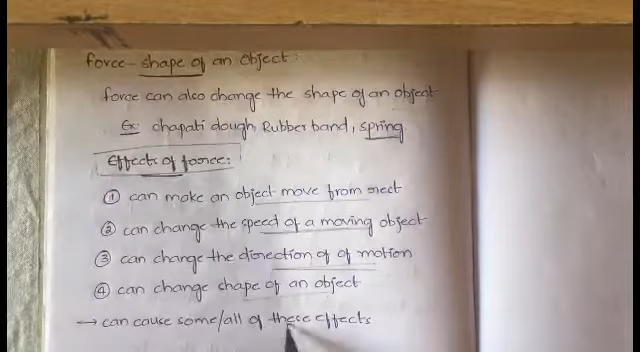 force - shape of an object:
force can also change the shape of an object
Ex: chapati dough, Rubber band, spring
Effects of force:
① can make an object move from rest
② can change the speed of a moving object
③ can change the direction of of motion
④ can change shape of an object
→ can cause some/all of these effects